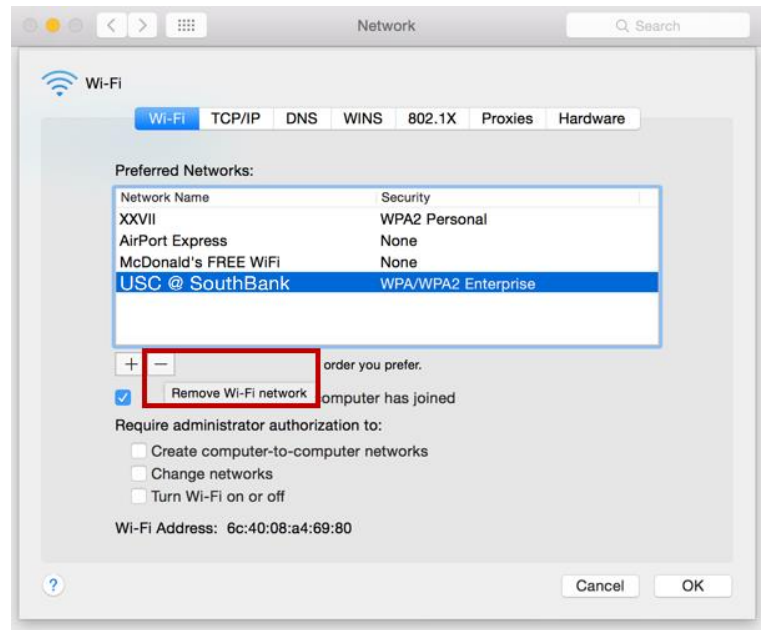 Network
Search
Wi-Fi
Wi-Fi TCP/IP DNS WINS 802.1X Proxies Hardware
Preferred Networks:
Network Name Security
XXVII WPA2 Personal
AirPort Express None
McDonald's FREE WiFi None
USC @ SouthBank WPA/WPA2 Enterprise
+ − order you prefer.
Remove Wi-Fi network omputer has joined
Require administrator authorization to:
Create computer-to-computer networks
Change networks
Turn Wi-Fi on or off
Wi-Fi Address: 6c:40:08:a4:69:80
? Cancel OK